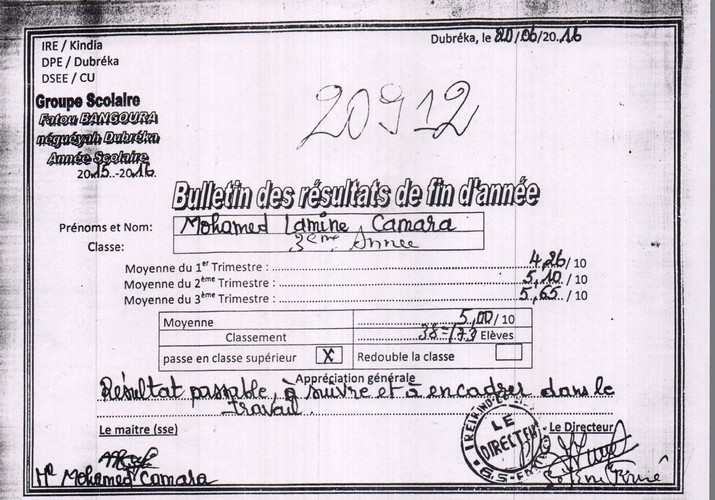 IRE / Kindia
DPE / Dubréka
DSEE / CU
Dubréka, le 20/06/2016
Groupe Scolaire
Fatou BANGOURA
néguéyah Dubréka
Année Scolaire
2015.-2016.
20912
Bulletin des résultats de fin d'année
Prénoms et Nom: Mohamed Lamine Camara
Classe: 3ème Année
Moyenne du 1er Trimestre : 4,26 / 10
Moyenne du 2ème Trimestre : 5,10 / 10
Moyenne du 3ème Trimestre : 5,65 / 10
Moyenne 5,00 / 10
Classement 38è/73 Elèves
passe en classe supérieur X Redouble la classe
Appréciation générale
Résultat passable, à suivre et à encadrer dans le
travail.
Le maitre (sse) Le Directeur
LE DIRECTEUR
Mr Mohamed Camara